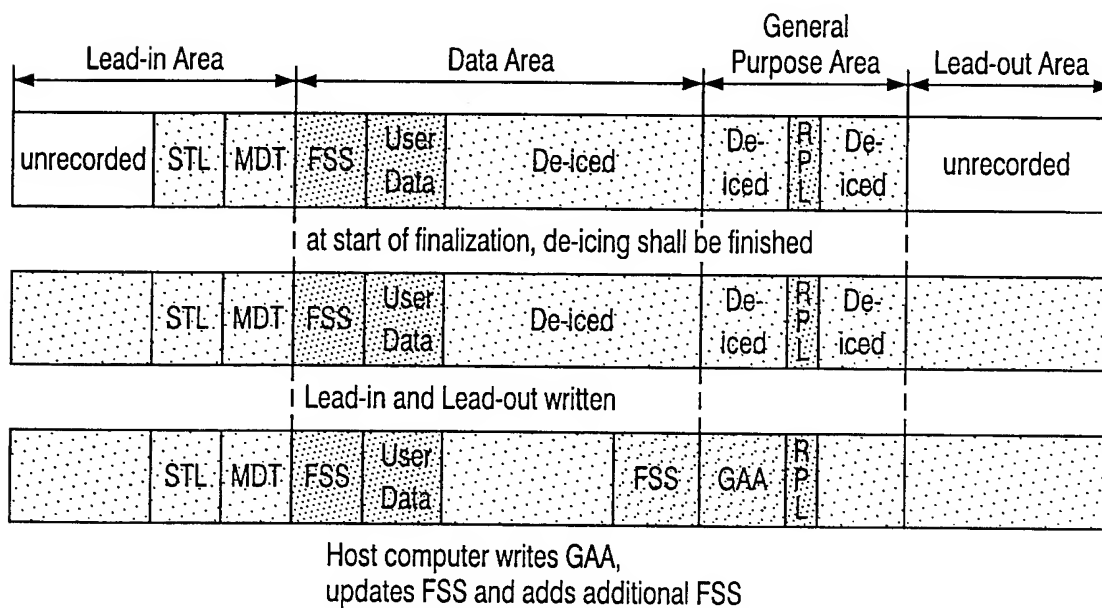 General
Lead-in Area Data Area Purpose Area Lead-out Area
unrecorded STL MDT FSS User Data De-iced De-iced RPL De-iced unrecorded
at start of finalization, de-icing shall be finished
STL MDT FSS User Data De-iced De-iced RPL De-iced
Lead-in and Lead-out written
STL MDT FSS User Data FSS GAA RPL
Host computer writes GAA,
updates FSS and adds additional FSS